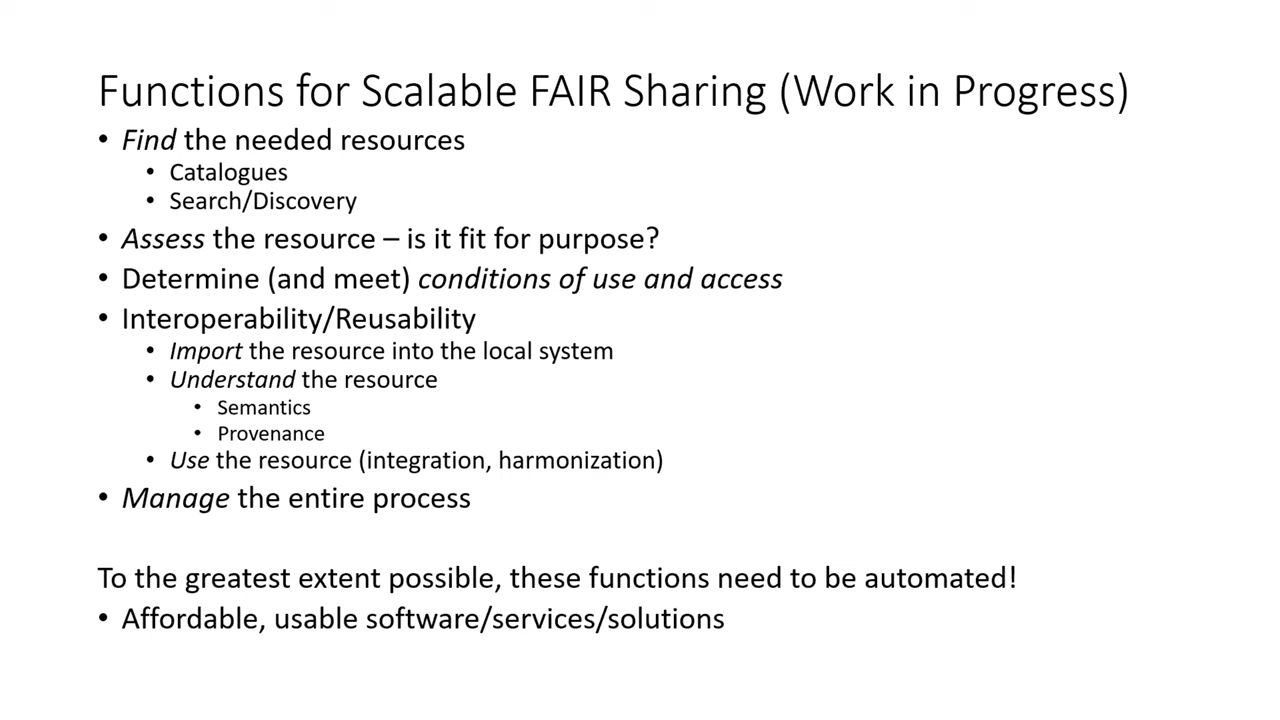 Functions for Scalable FAIR Sharing (Work in Progress)
• Find the needed resources
• Catalogues
• Search/Discovery
• Assess the resource – is it fit for purpose?
• Determine (and meet) conditions of use and access
• Interoperability/Reusability
• Import the resource into the local system
• Understand the resource
• Semantics
• Provenance
• Use the resource (integration, harmonization)
• Manage the entire process
To the greatest extent possible, these functions need to be automated!
• Affordable, usable software/services/solutions